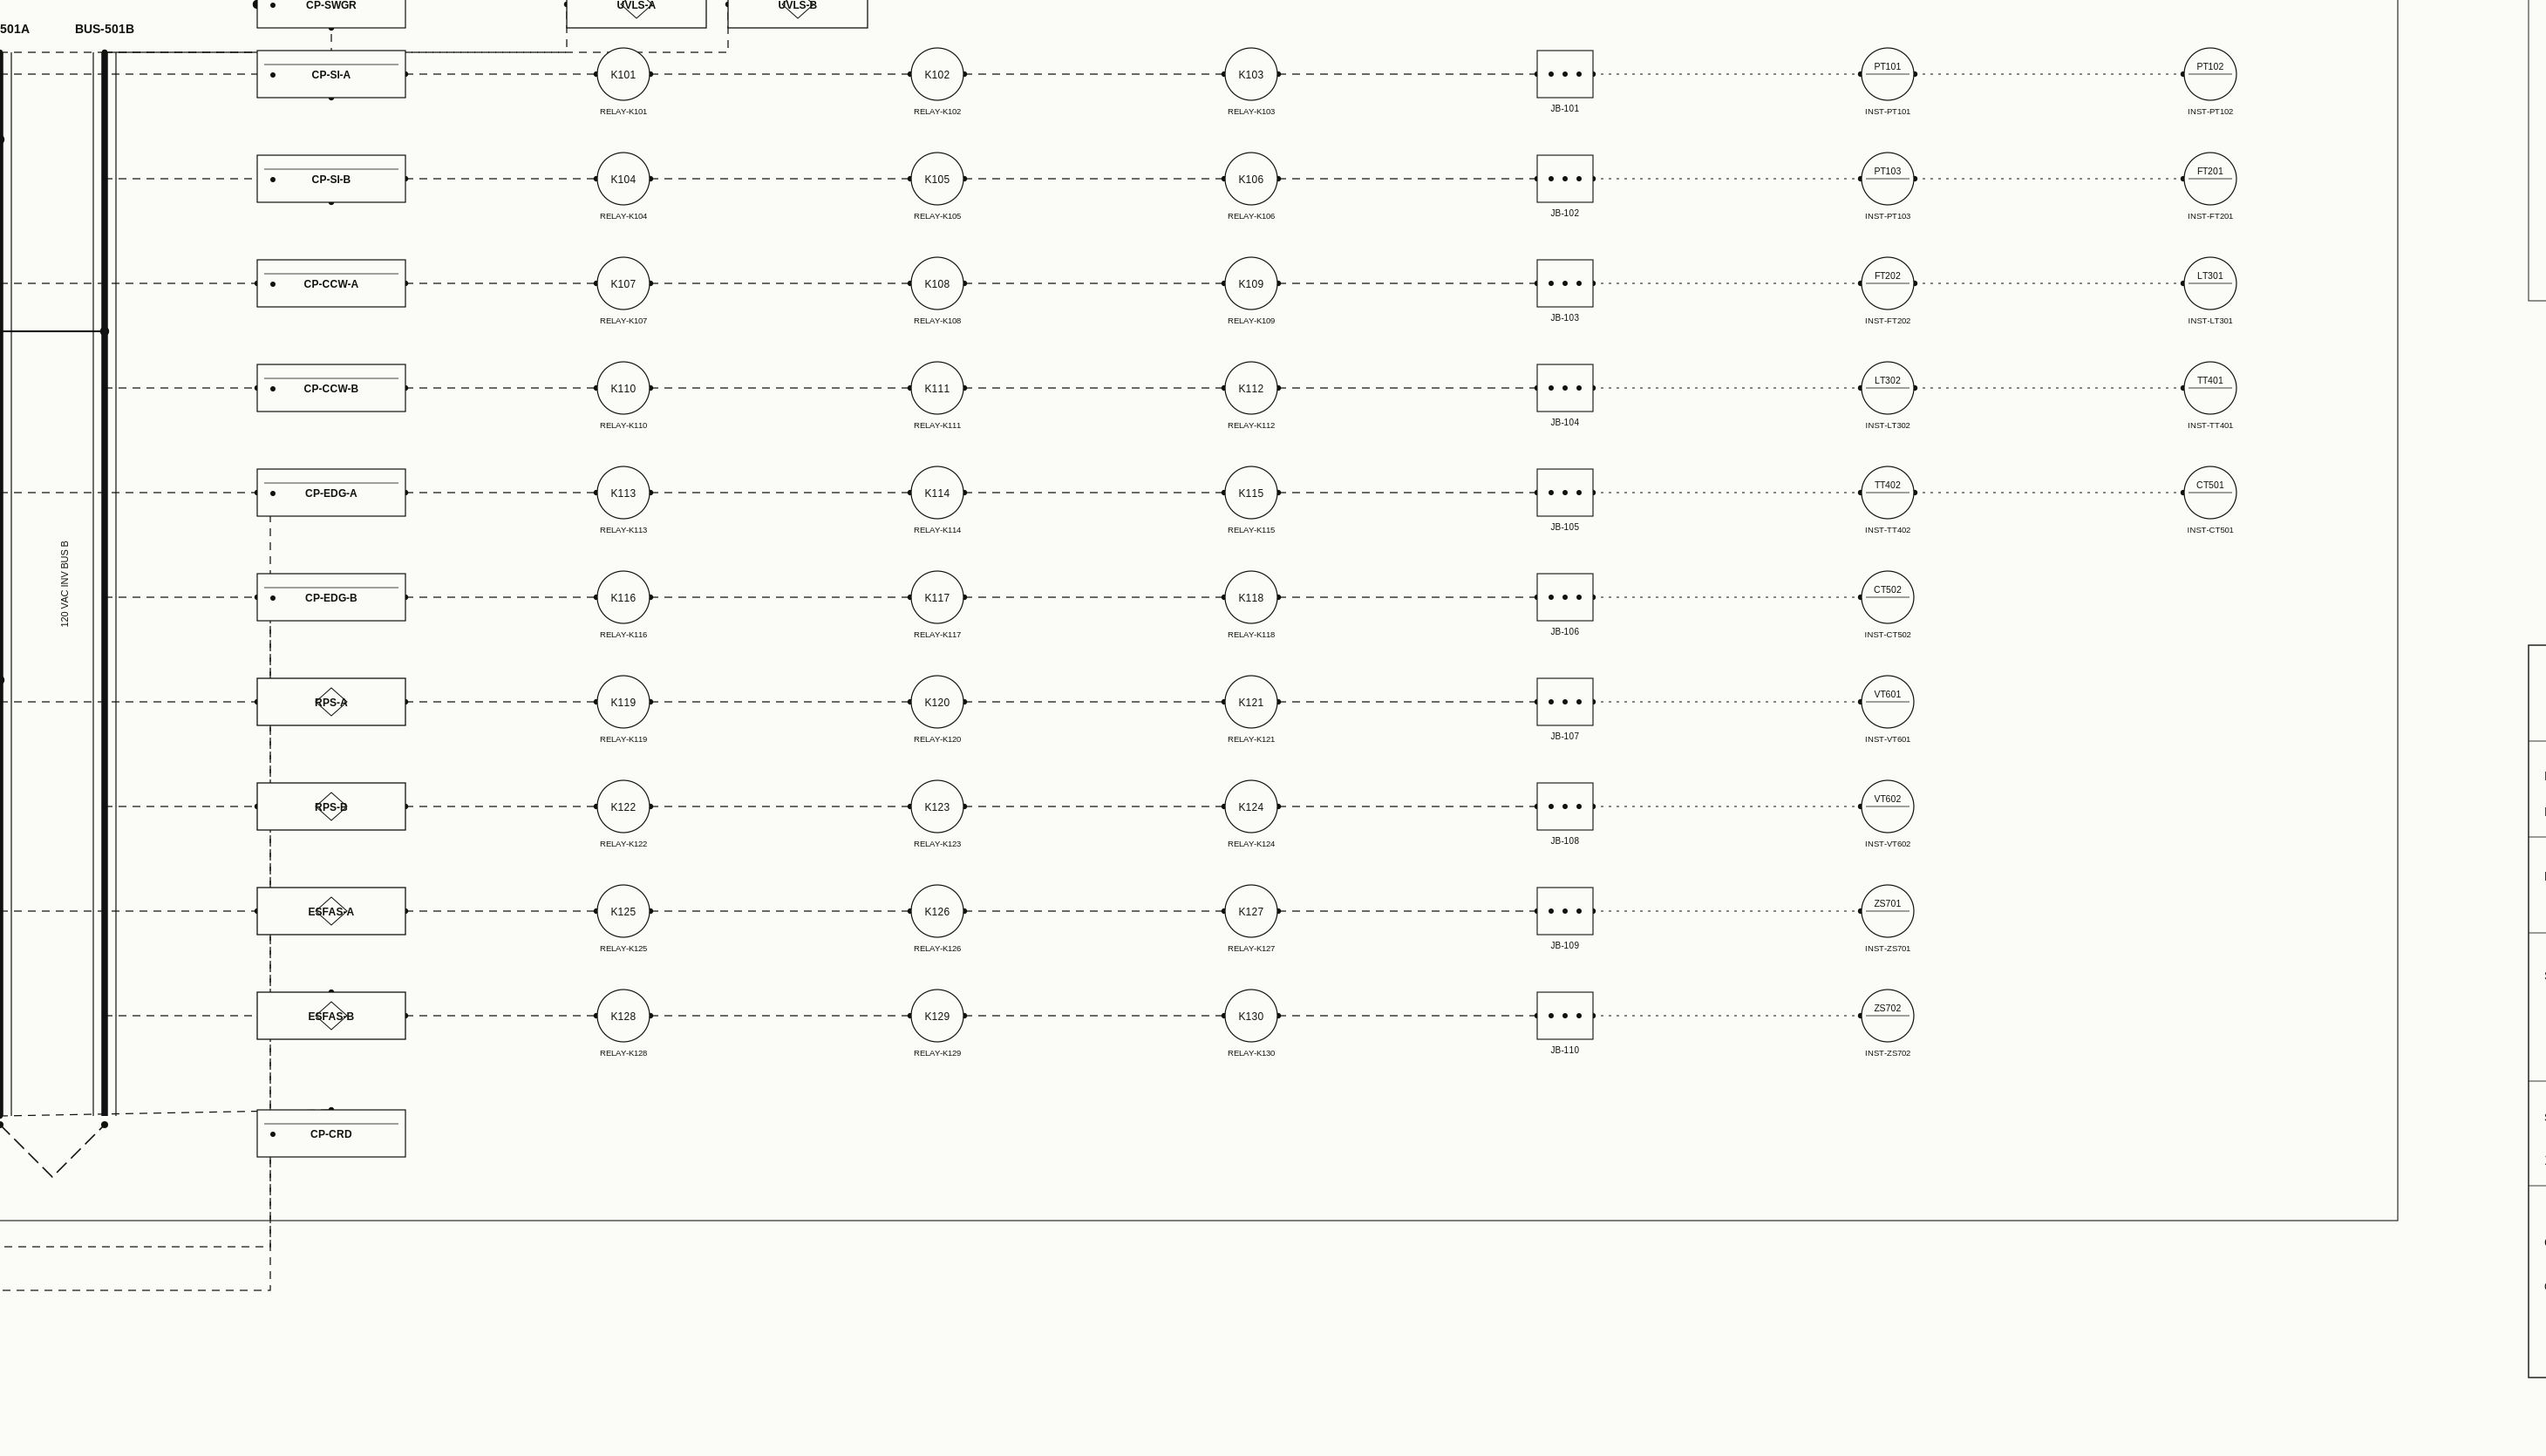 CP-SWGR UVLS-A UVLS-B
501A BUS-501B
CP-SI-A K101 K102 K103 PT101 PT102
RELAY-K101 RELAY-K102 RELAY-K103 JB-101 INST-PT101 INST-PT102
CP-SI-B K104 K105 K106 PT103 FT201
RELAY-K104 RELAY-K105 RELAY-K106 JB-102 INST-PT103 INST-FT201
CP-CCW-A K107 K108 K109 FT202 LT301
RELAY-K107 RELAY-K108 RELAY-K109 JB-103 INST-FT202 INST-LT301
CP-CCW-B K110 K111 K112 LT302 TT401
RELAY-K110 RELAY-K111 RELAY-K112 JB-104 INST-LT302 INST-TT401
CP-EDG-A K113 K114 K115 TT402 CT501
RELAY-K113 RELAY-K114 RELAY-K115 JB-105 INST-TT402 INST-CT501
120 VAC INV BUS B
CP-EDG-B K116 K117 K118 CT502
RELAY-K116 RELAY-K117 RELAY-K118 JB-106 INST-CT502
RPS-A K119 K120 K121 VT601
RELAY-K119 RELAY-K120 RELAY-K121 JB-107 INST-VT601
RPS-B K122 K123 K124 VT602
RELAY-K122 RELAY-K123 RELAY-K124 JB-108 INST-VT602
ESFAS-A K125 K126 K127 ZS701
RELAY-K125 RELAY-K126 RELAY-K127 JB-109 INST-ZS701
ESFAS-B K128 K129 K130 ZS702
RELAY-K128 RELAY-K129 RELAY-K130 JB-110 INST-ZS702
CP-CRD